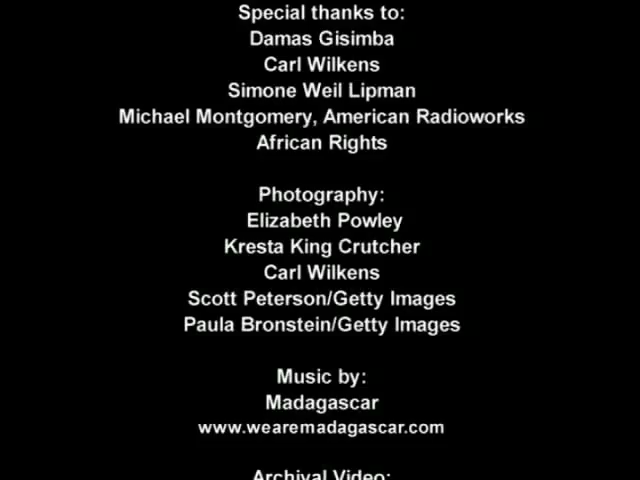 Special thanks to:
Damas Gisimba
Carl Wilkens
Simone Weil Lipman
Michael Montgomery, American Radioworks
African Rights
Photography:
Elizabeth Powley
Kresta King Crutcher
Carl Wilkens
Scott Peterson/Getty Images
Paula Bronstein/Getty Images
Music by:
Madagascar
www.wearemadagascar.com
Archival Video: